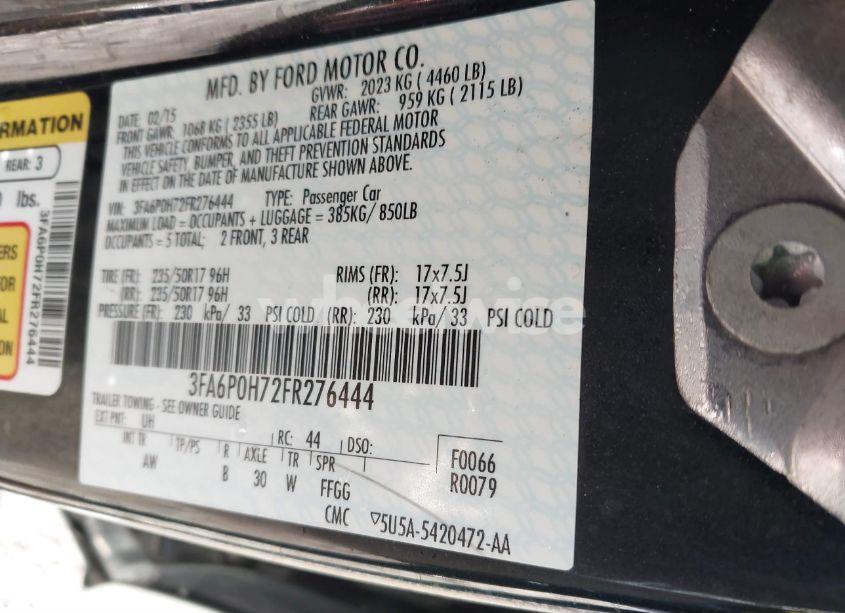 MFD. BY FORD MOTOR CO.
DATE: 02/15 GVWR: 2023 KG ( 4460 LB)
FRONT GAWR: 1068 KG ( 2355 LB) REAR GAWR: 959 KG ( 2115 LB)
THIS VEHICLE CONFORMS TO ALL APPLICABLE FEDERAL MOTOR
VEHICLE SAFETY, BUMPER, AND THEFT PREVENTION STANDARDS
IN EFFECT ON THE DATE OF MANUFACTURE SHOWN ABOVE.
VIN: 3FA6P0H72FR276444 TYPE: Passenger Car
MAXIMUM LOAD = OCCUPANTS + LUGGAGE = 385KG/ 850LB
OCCUPANTS = 5 TOTAL; 2 FRONT, 3 REAR
TIRE (FR): 235/50R17 96H RIMS (FR): 17x7.5J
(RR): 235/50R17 96H (RR): 17x7.5J
PRESSURE (FR): 230 kPa/ 33 PSI COLD (RR): 230 kPa/ 33 PSI COLD
3FA6P0H72FR276444
TRAILER TOWING - SEE OWNER GUIDE
EXT PNT: UH RC: 44 DSO:
INT TR TP/PS R AXLE TR SPR
AW B 30 W FFGG
F0066
R0079
CMC ▽5U5A-5420472-AA
ORMATION
REAR: 3
lbs.
3FA6P0H72FR276444
ERS
FOR
AL
ON